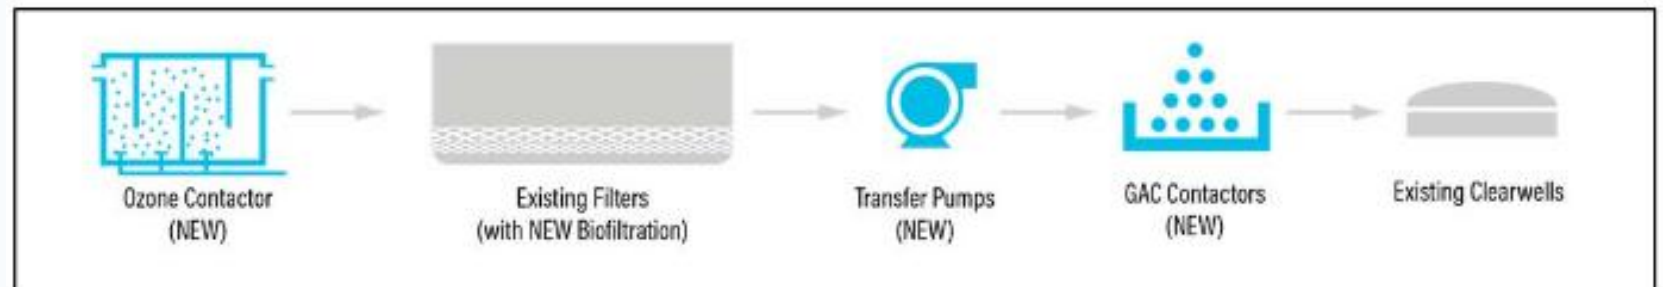 Ozone Contactor
(NEW)
Existing Filters
(with NEW Biofiltration)
Transfer Pumps
(NEW)
GAC Contactors
(NEW)
Existing Clearwells